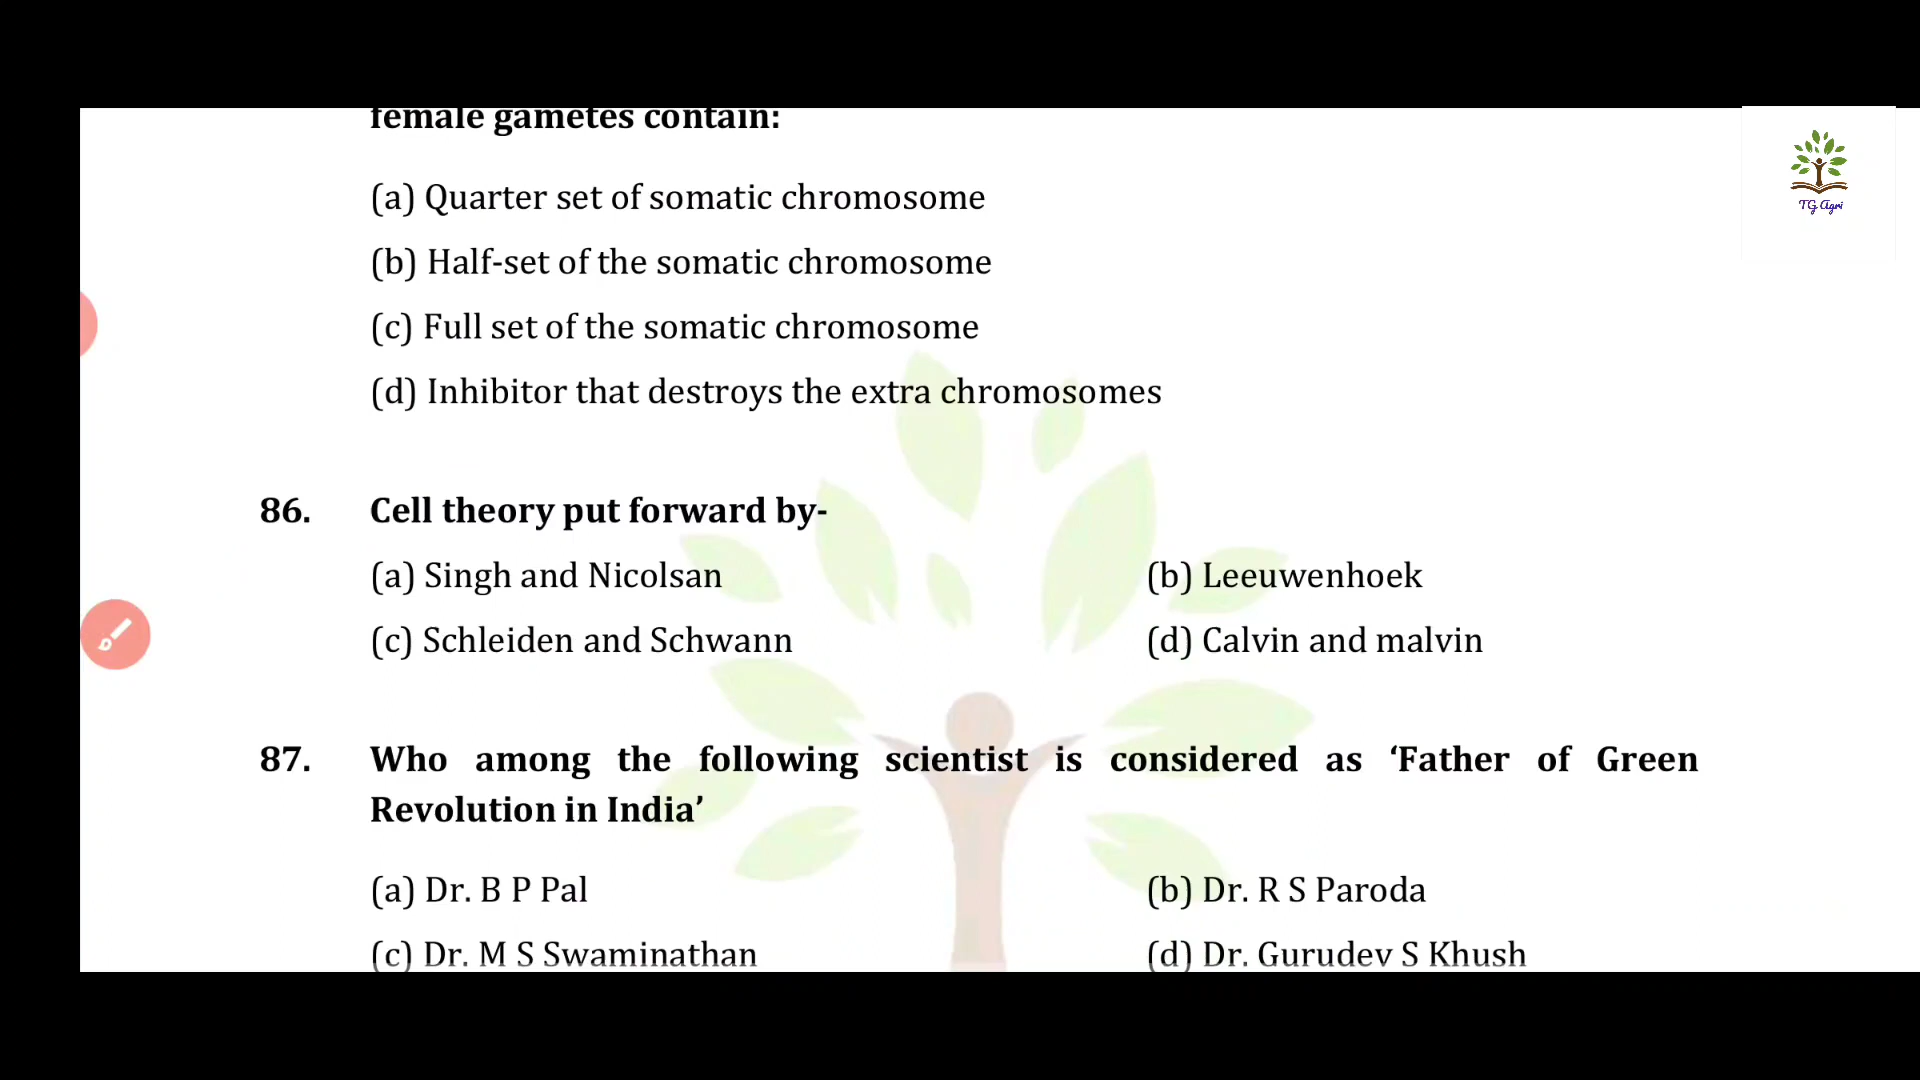 female gametes contain:
TG Agri
(a) Quarter set of somatic chromosome
(b) Half-set of the somatic chromosome
(c) Full set of the somatic chromosome
(d) Inhibitor that destroys the extra chromosomes
86. Cell theory put forward by-
(a) Singh and Nicolsan (b) Leeuwenhoek
(c) Schleiden and Schwann (d) Calvin and malvin
87. Who among the following scientist is considered as ‘Father of Green
Revolution in India’
(a) Dr. B P Pal (b) Dr. R S Paroda
(c) Dr. M S Swaminathan (d) Dr. Gurudev S Khush